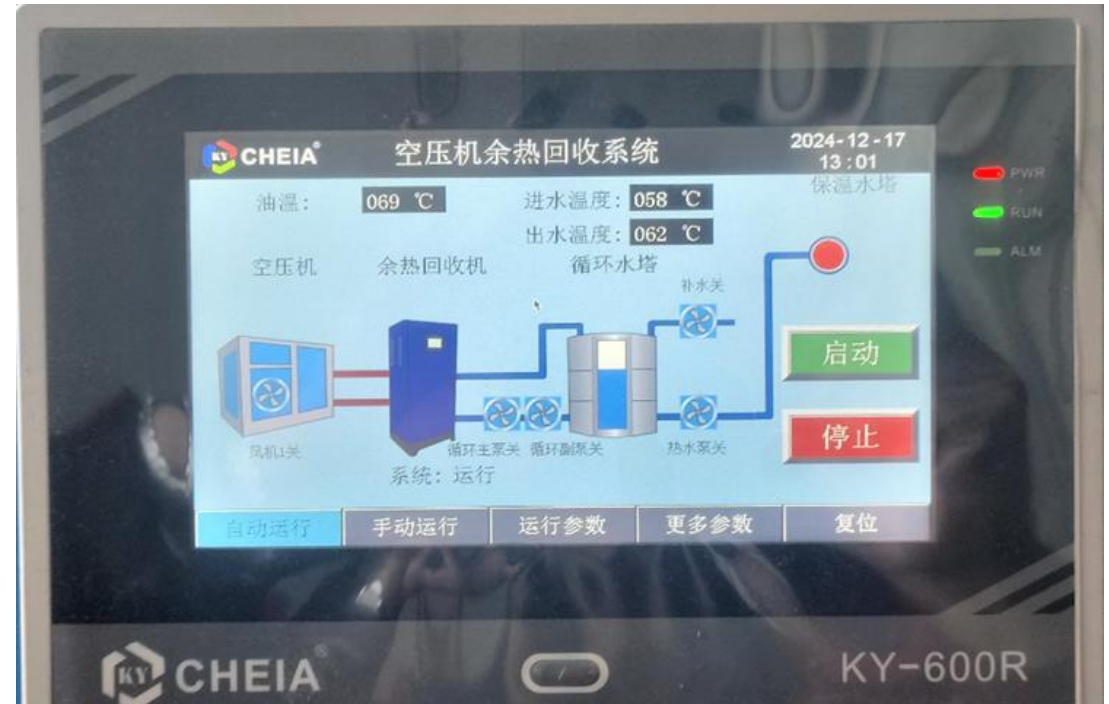 KY CHEIA® 空压机余热回收系统 2024-12-17
13:01
油温： 069 ℃ 进水温度： 058 ℃ 保温水塔
出水温度： 062 ℃
空压机 余热回收机 循环水塔
补水关
启动
停止
风机1关 循环主泵关 循环副泵关 热水泵关
系统：运行
自动运行 手动运行 运行参数 更多参数 复位
PWR
RUN
ALM
KY CHEIA® KY-600R